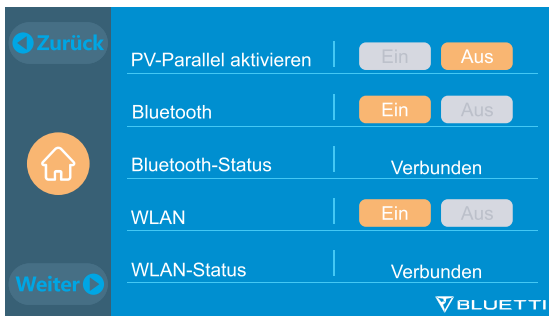 Zurück
PV-Parallel aktivieren Ein Aus
Bluetooth Ein Aus
Bluetooth-Status Verbunden
WLAN Ein Aus
WLAN-Status Verbunden
Weiter
BLUETTI